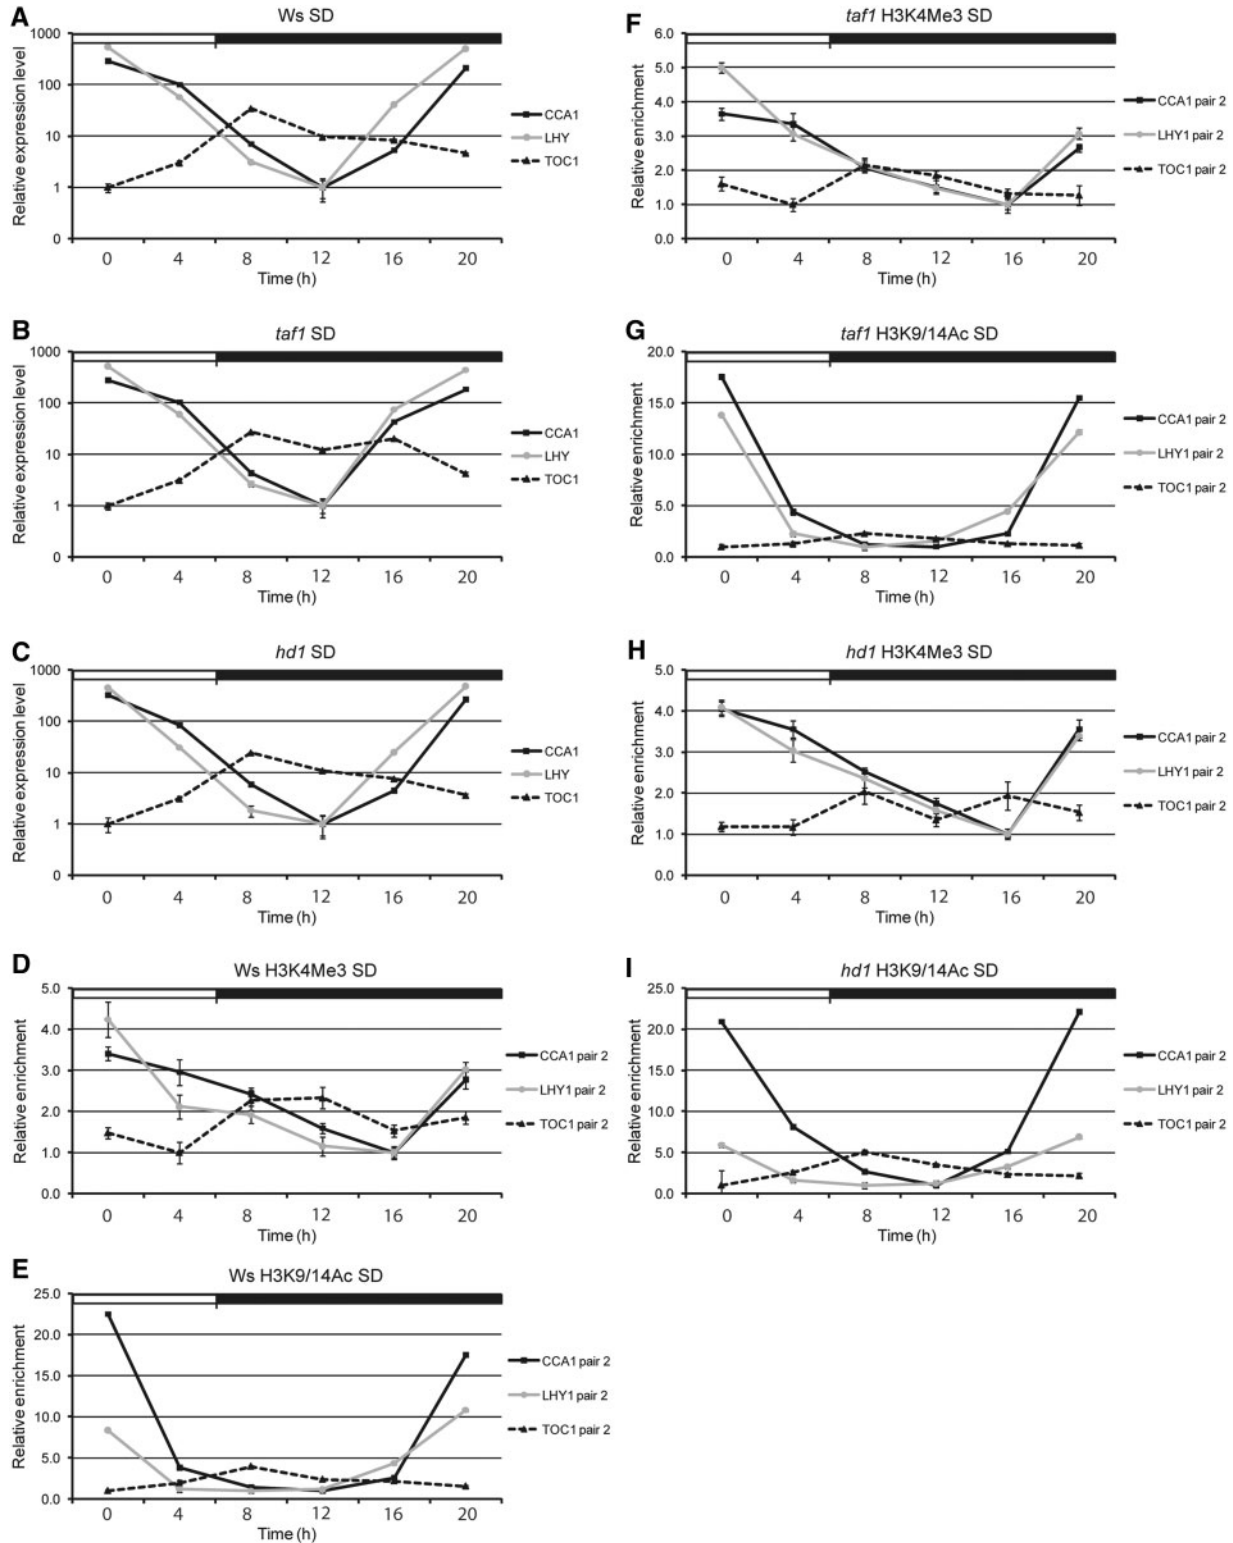 A
Ws SD
Relative expression level
1000
100
10
1
0
0 4 8 12 16 20
Time (h)
CCA1
LHY
TOC1
B
taf1 SD
Relative expression level
1000
100
10
1
0
0 4 8 12 16 20
Time (h)
CCA1
LHY
TOC1
C
hd1 SD
Relative expression level
1000
100
10
1
0
0 4 8 12 16 20
Time (h)
CCA1
LHY
TOC1
D
Ws H3K4Me3 SD
Relative enrichment
5.0
4.0
3.0
2.0
1.0
0.0
0 4 8 12 16 20
Time (h)
CCA1 pair 2
LHY1 pair 2
TOC1 pair 2
E
Ws H3K9/14Ac SD
Relative enrichment
25.0
20.0
15.0
10.0
5.0
0.0
0 4 8 12 16 20
Time (h)
CCA1 pair 2
LHY1 pair 2
TOC1 pair 2
F
taf1 H3K4Me3 SD
Relative enrichment
6.0
5.0
4.0
3.0
2.0
1.0
0.0
0 4 8 12 16 20
Time (h)
CCA1 pair 2
LHY1 pair 2
TOC1 pair 2
G
taf1 H3K9/14Ac SD
Relative enrichment
20.0
15.0
10.0
5.0
0.0
0 4 8 12 16 20
Time (h)
CCA1 pair 2
LHY1 pair 2
TOC1 pair 2
H
hd1 H3K4Me3 SD
Relative enrichment
5.0
4.0
3.0
2.0
1.0
0.0
0 4 8 12 16 20
Time (h)
CCA1 pair 2
LHY1 pair 2
TOC1 pair 2
I
hd1 H3K9/14Ac SD
Relative enrichment
25.0
20.0
15.0
10.0
5.0
0.0
0 4 8 12 16 20
Time (h)
CCA1 pair 2
LHY1 pair 2
TOC1 pair 2